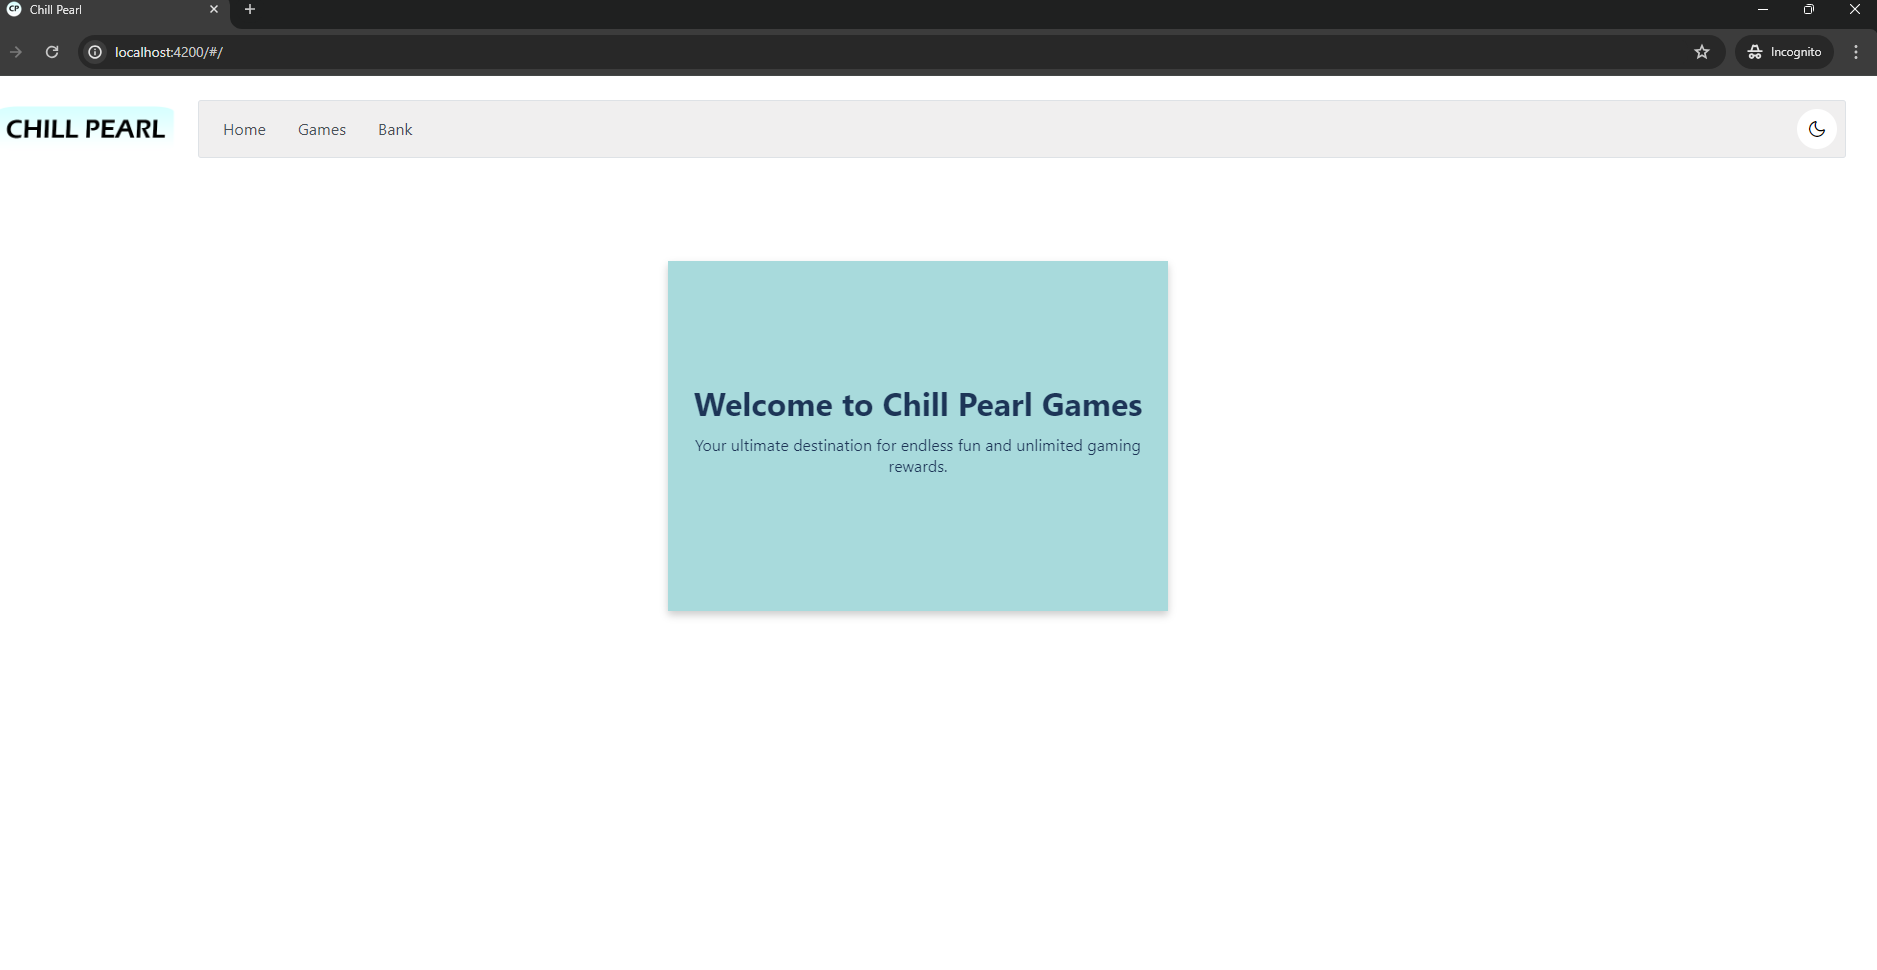 CP Chill Pearl
localhost:4200/#/
Incognito
CHILL PEARL
Home Games Bank
Welcome to Chill Pearl Games
Your ultimate destination for endless fun and unlimited gaming
rewards.